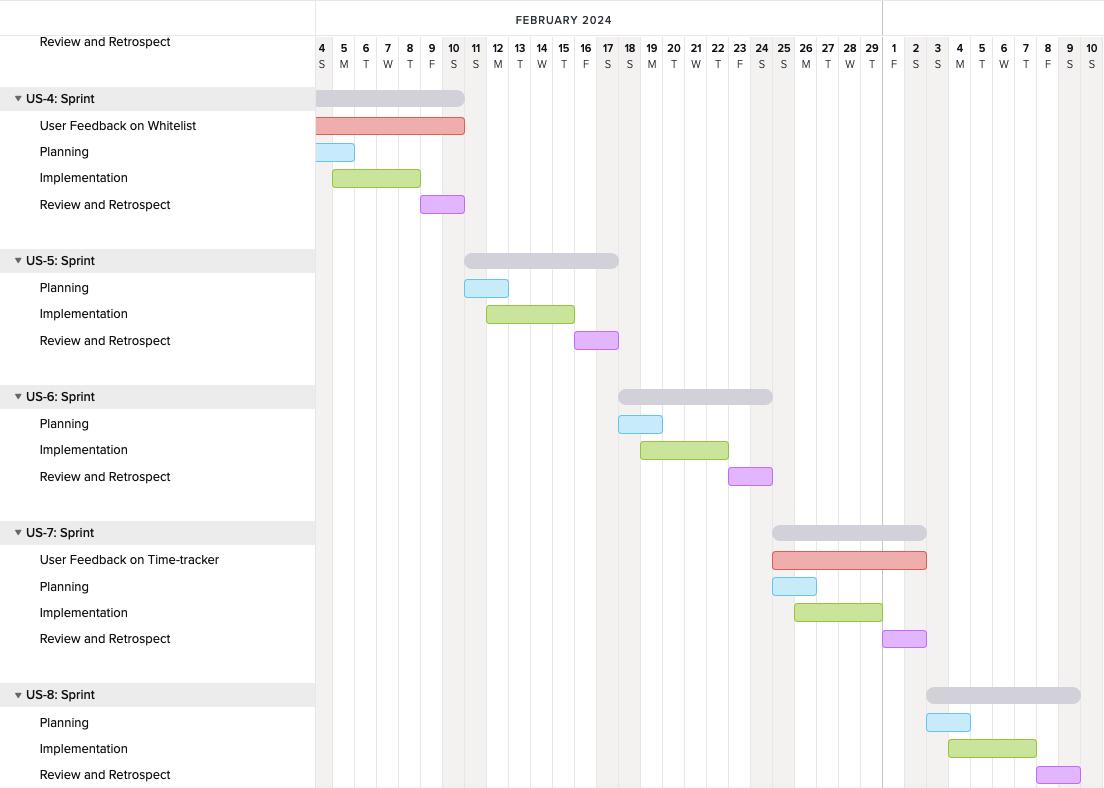 FEBRUARY 2024
4 5 6 7 8 9 10 11 12 13 14 15 16 17 18 19 20 21 22 23 24 25 26 27 28 29 1 2 3 4 5 6 7 8 9 10
S M T W T F S S M T W T F S S M T W T F S S M T W T F S S M T W T F S S
Review and Retrospect
US-4: Sprint
User Feedback on Whitelist
Planning
Implementation
Review and Retrospect
US-5: Sprint
Planning
Implementation
Review and Retrospect
US-6: Sprint
Planning
Implementation
Review and Retrospect
US-7: Sprint
User Feedback on Time-tracker
Planning
Implementation
Review and Retrospect
US-8: Sprint
Planning
Implementation
Review and Retrospect